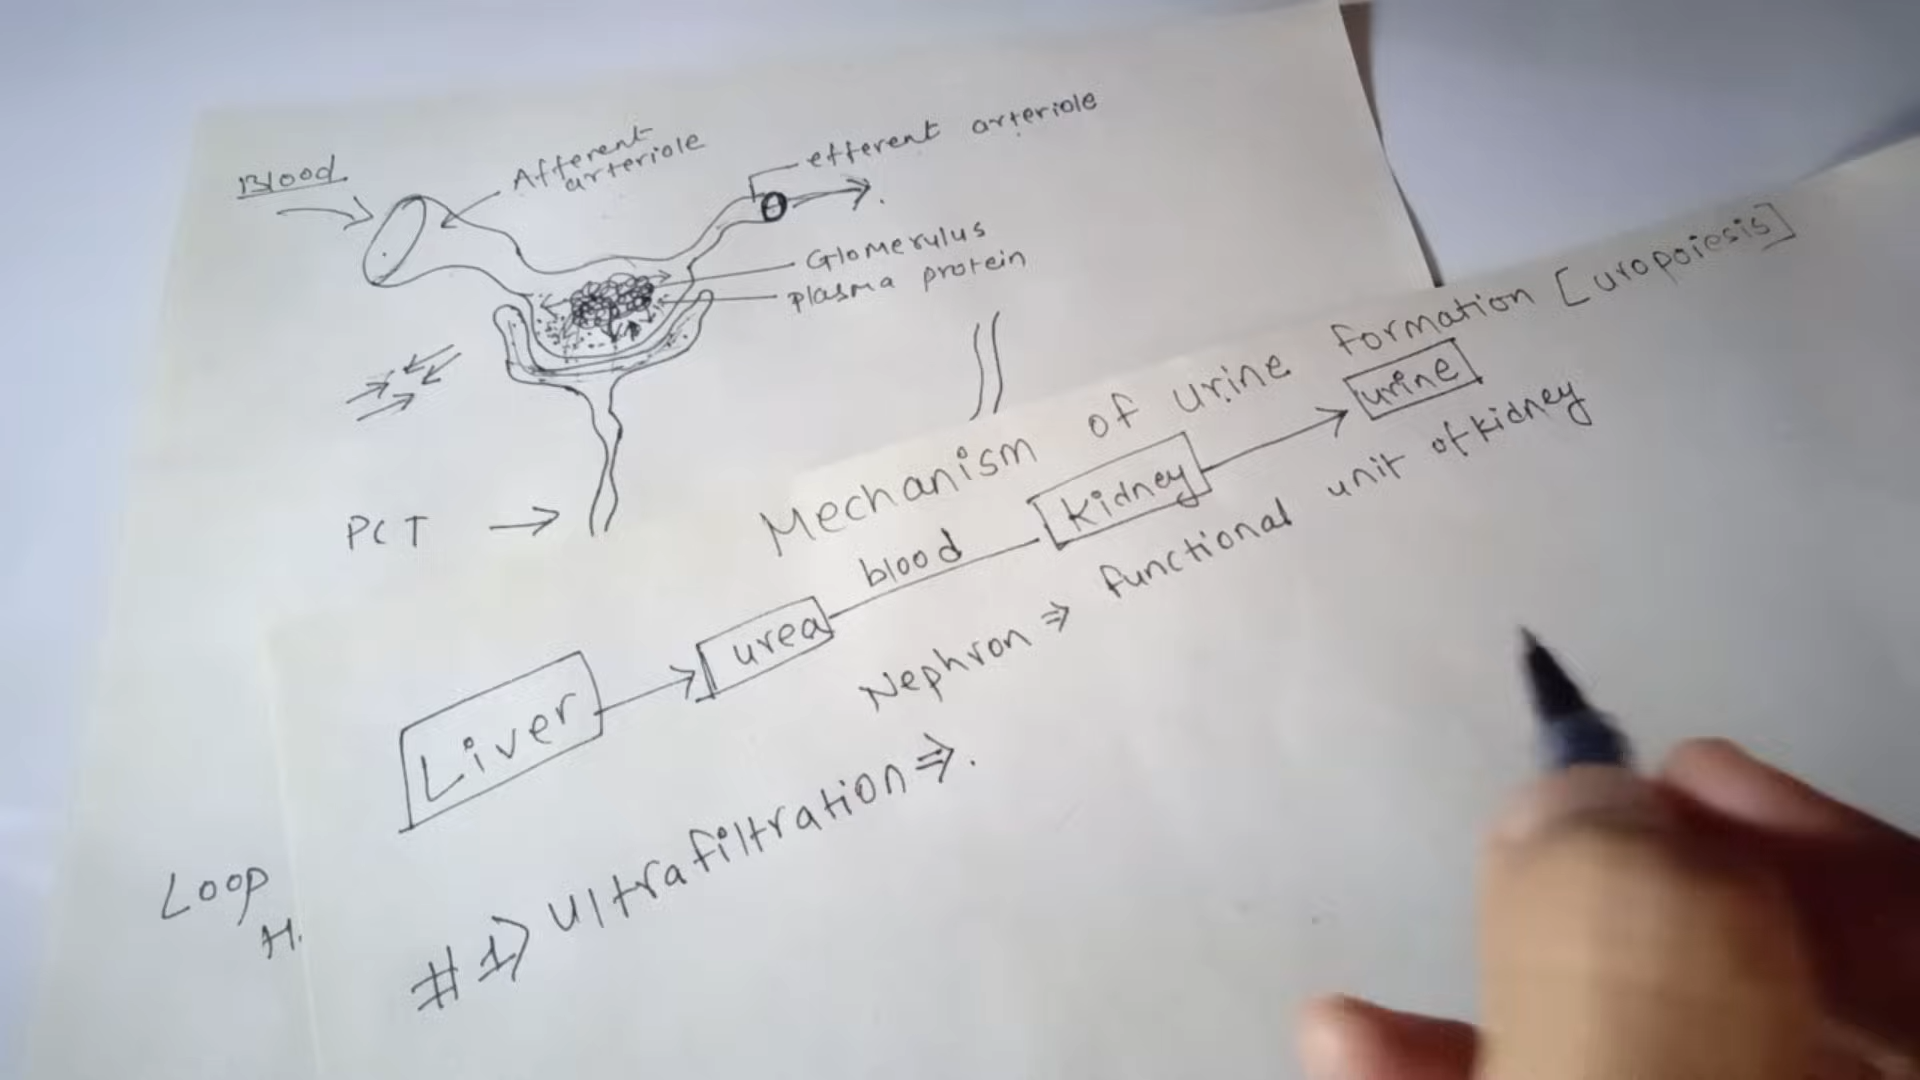 Blood
Afferent
arteriole
efferent arteriole
Glomerulus
plasma protein
PCT
Loop
H.
Mechanism of urine formation [uropoiesis]
Liver
urea
blood
kidney
urine
Nephron ⇒ functional unit of kidney
# 1) Ultrafiltration ⇒.